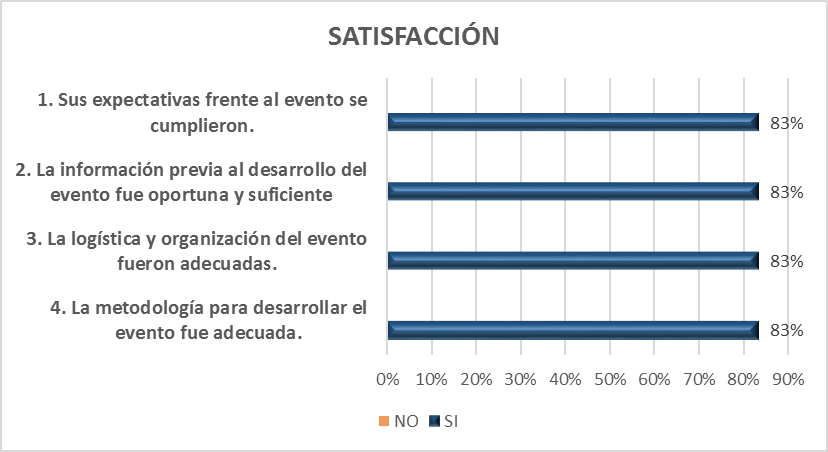 SATISFACCIÓN
1. Sus expectativas frente al evento se
cumplieron.
83%
2. La información previa al desarrollo del
evento fue oportuna y suficiente
83%
3. La logística y organización del evento
fueron adecuadas.
83%
4. La metodología para desarrollar el
evento fue adecuada.
83%
0% 10% 20% 30% 40% 50% 60% 70% 80% 90%
NO SI